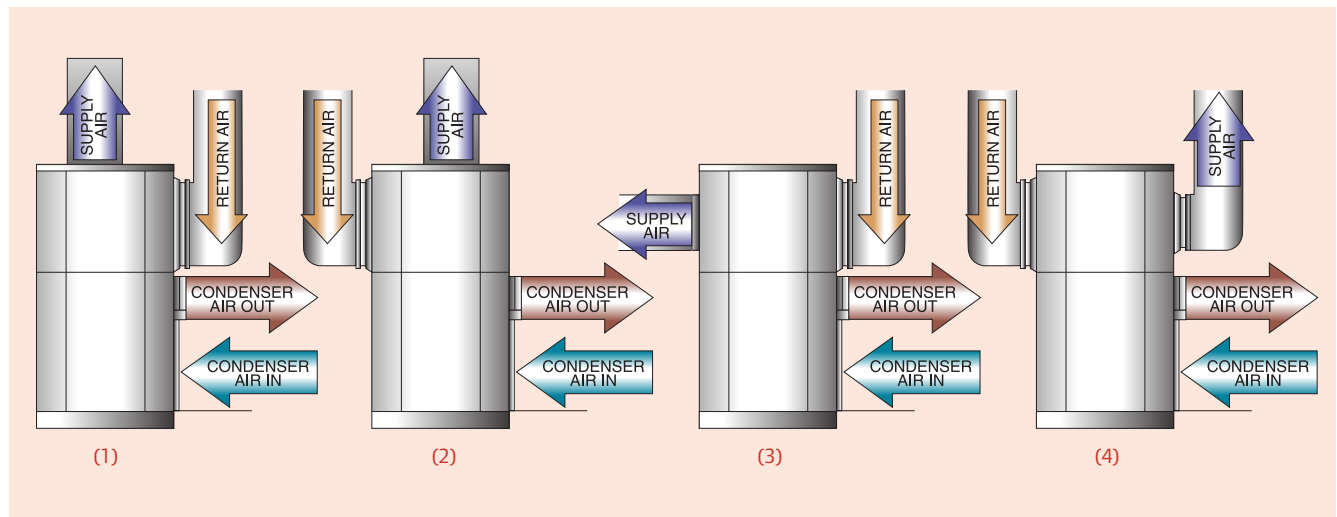 SUPPLY
AIR
RETURN AIR
CONDENSER
AIR OUT
CONDENSER
AIR IN
(1)
RETURN AIR
SUPPLY
AIR
CONDENSER
AIR OUT
CONDENSER
AIR IN
(2)
SUPPLY
AIR
RETURN AIR
CONDENSER
AIR OUT
CONDENSER
AIR IN
(3)
RETURN AIR
SUPPLY
AIR
CONDENSER
AIR OUT
CONDENSER
AIR IN
(4)